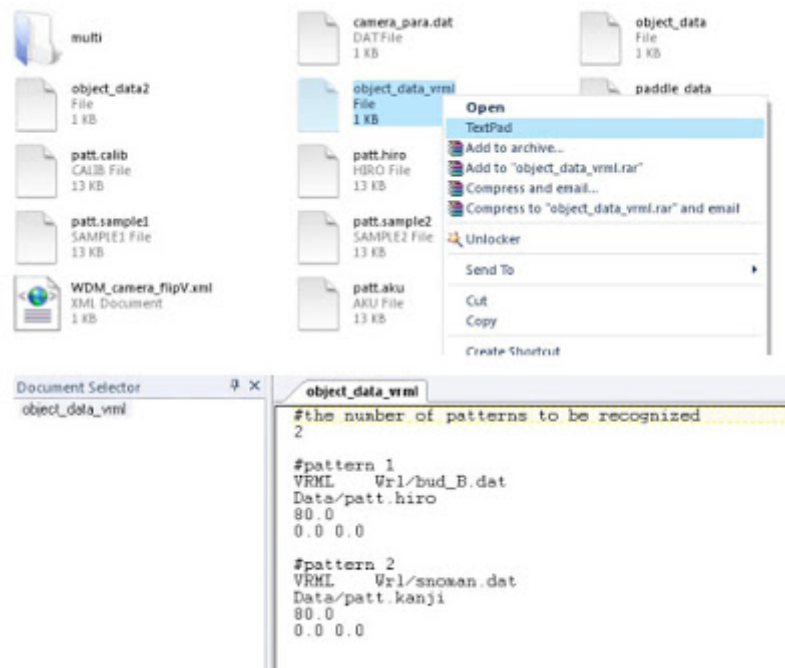 multi
camera_para.dat
DAT File
1 KB
object_data
File
1 KB
object_data2
File
1 KB
object_data_vrml
File
1 KB
paddle_data
patt.calib
CALIB File
13 KB
patt.hiro
HIRO File
13 KB
patt.sample1
SAMPLE1 File
13 KB
patt.sample2
SAMPLE2 File
13 KB
WDM_camera_flipV.xml
XML Document
1 KB
patt.aku
AKU File
13 KB
Open
TextPad
Add to archive...
Add to "object_data_vrml.rar"
Compress and email...
Compress to "object_data_vrml.rar" and email
Unlocker
Send To
Cut
Copy
Create Shortcut
Document Selector
object_data_vrml
object_data_vrml
#the number of patterns to be recognized
2
#pattern 1
VRML Wrl/bud_B.dat
Data/patt.hiro
80.0
0.0 0.0
#pattern 2
VRML Wrl/snoman.dat
Data/patt.kanji
80.0
0.0 0.0